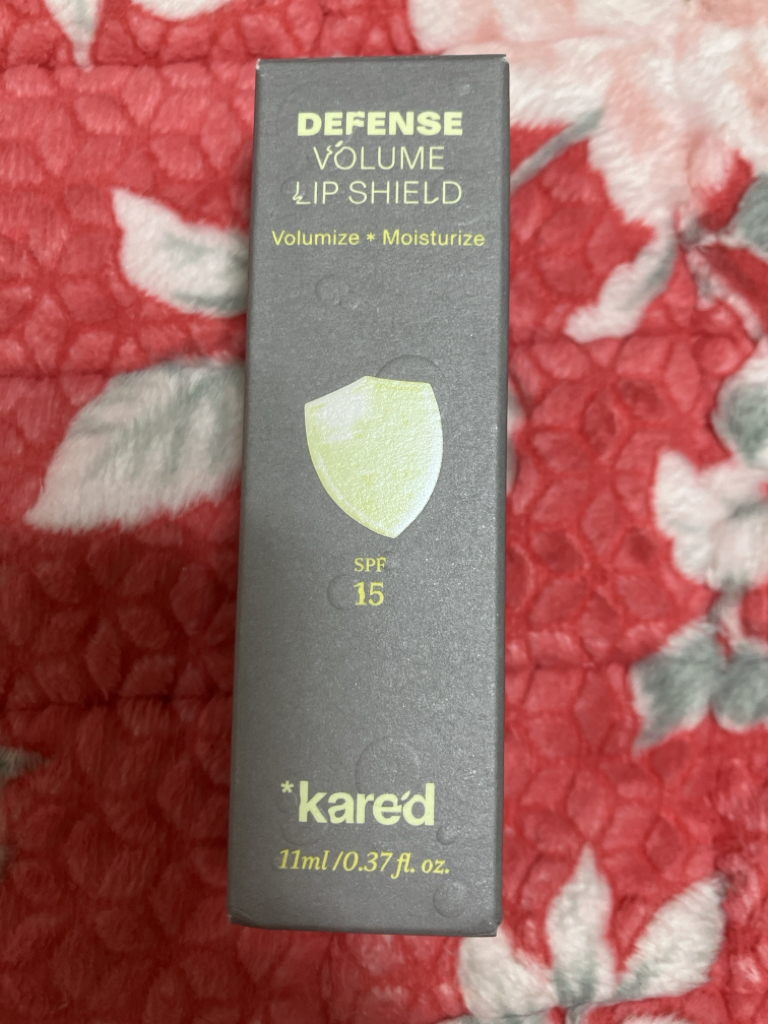 DEFENSE
VOLUME
LIP SHIELD
Volumize * Moisturize
SPF
15
*kared
11ml/0.37 fl. oz.